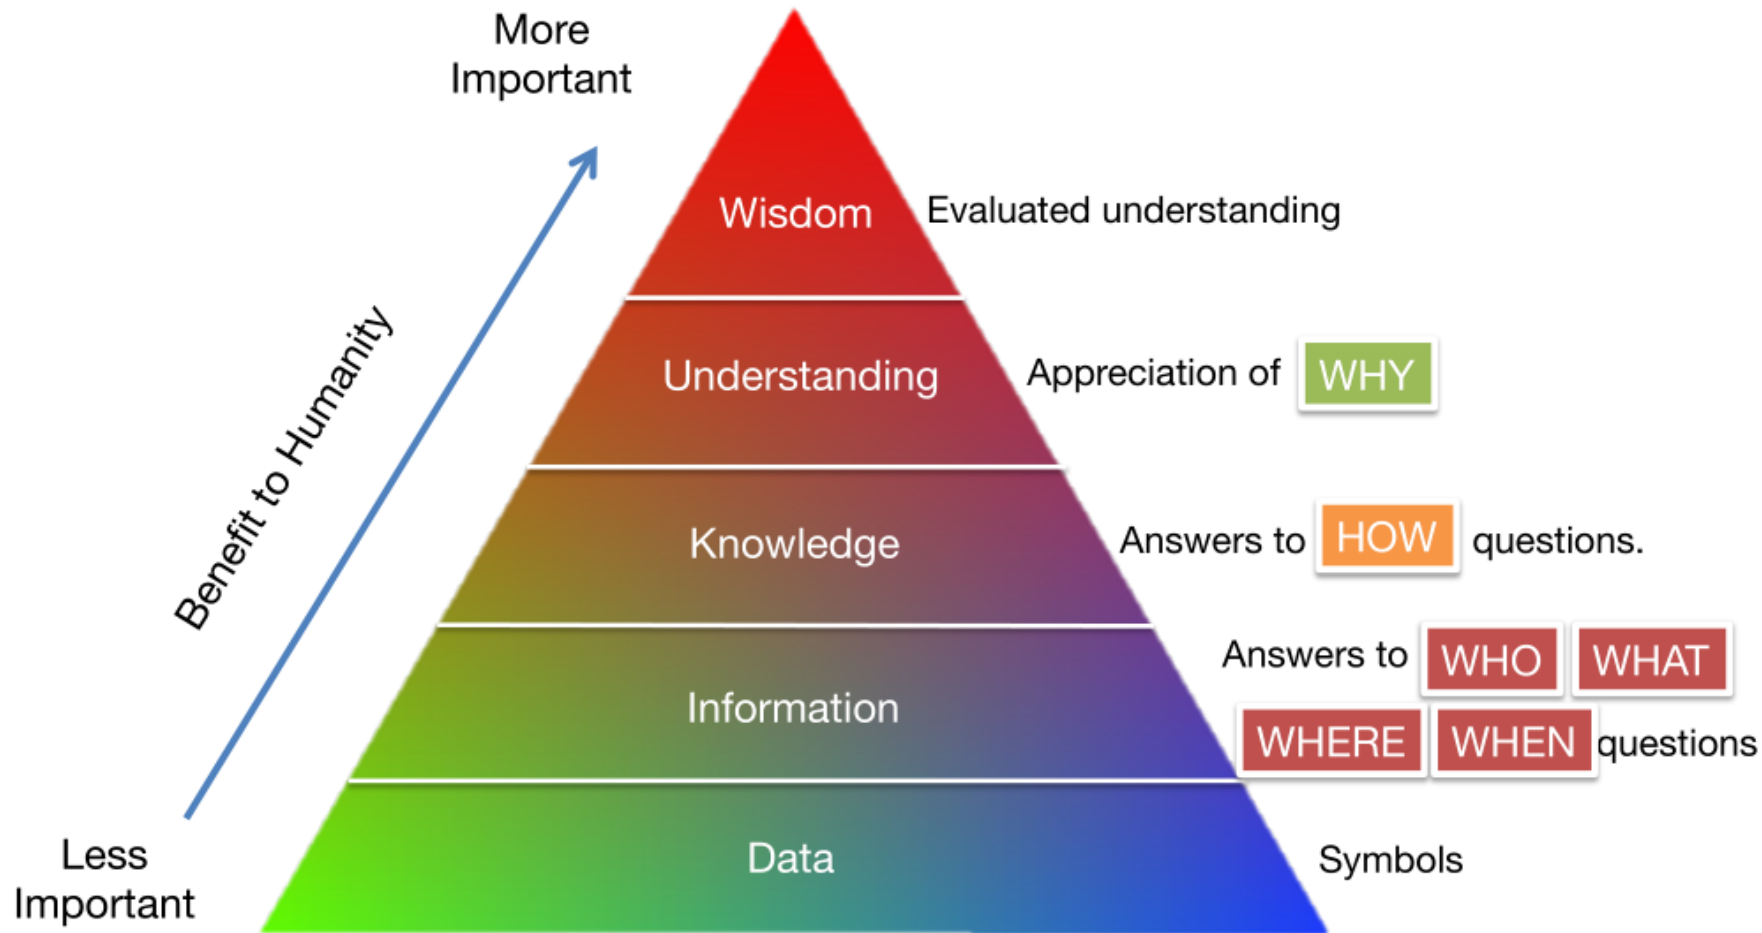 More
Important
Wisdom
Evaluated understanding
Understanding
Appreciation of WHY
Benefit to Humanity
Knowledge
Answers to HOW questions.
Information
Answers to WHO WHAT
WHERE WHEN questions
Less
Important
Data
Symbols